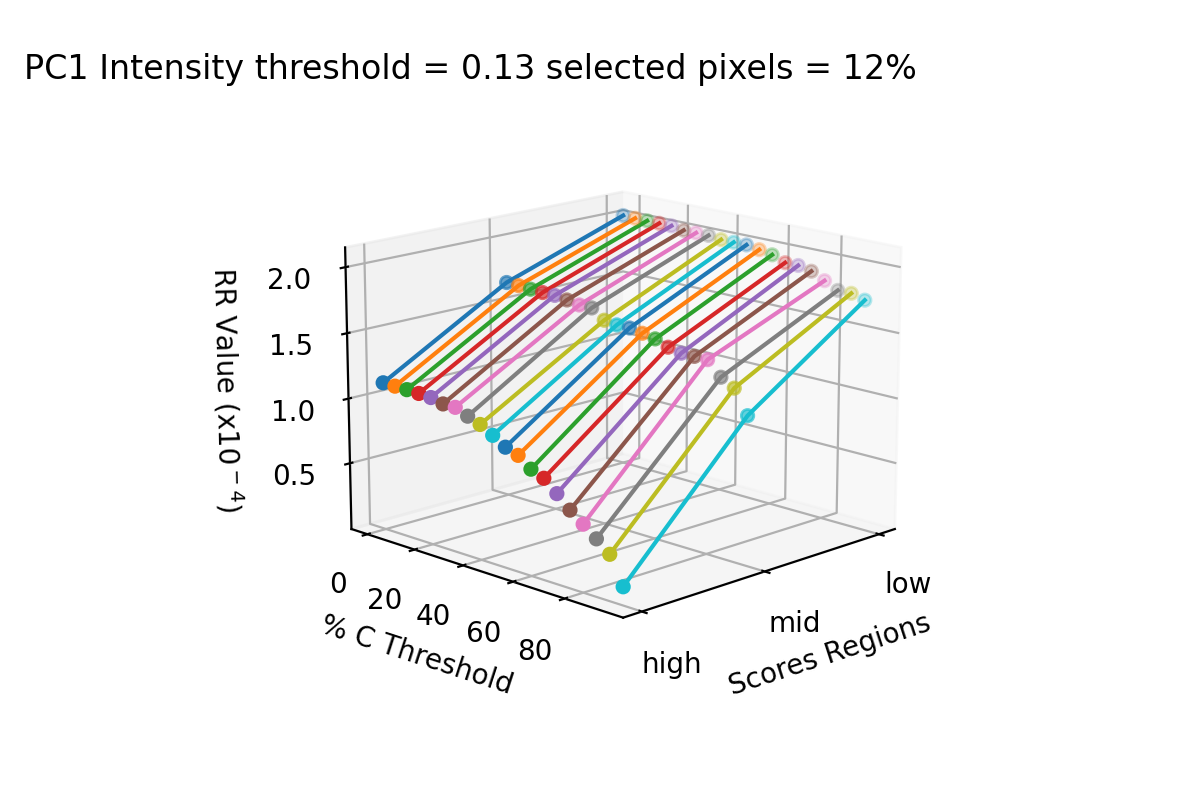 PC1 Intensity threshold = 0.13 selected pixels = 12%
RR Value (x10⁻⁴)
2.0
1.5
1.0
0.5
0
20
40
60
80
% C Threshold
high
mid
low
Scores Regions